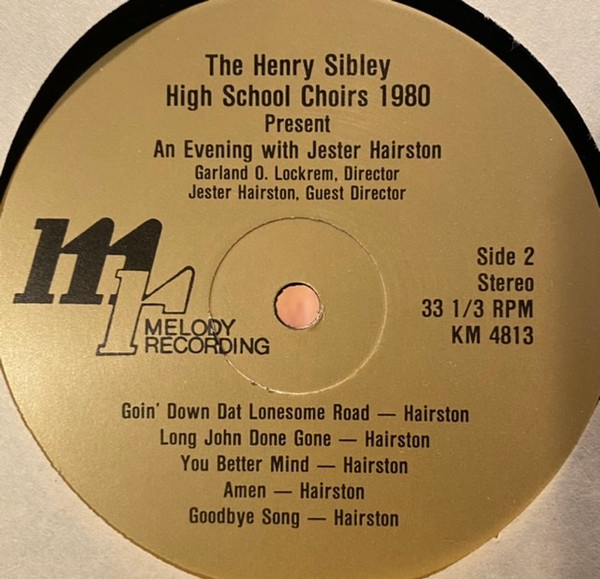 The Henry Sibley
High School Choirs 1980
Present
An Evening with Jester Hairston
Garland O. Lockrem, Director
Jester Hairston, Guest Director
mr
MELODY
RECORDING
Side 2
Stereo
33 1/3 RPM
KM 4813
Goin' Down Dat Lonesome Road — Hairston
Long John Done Gone — Hairston
You Better Mind — Hairston
Amen — Hairston
Goodbye Song — Hairston